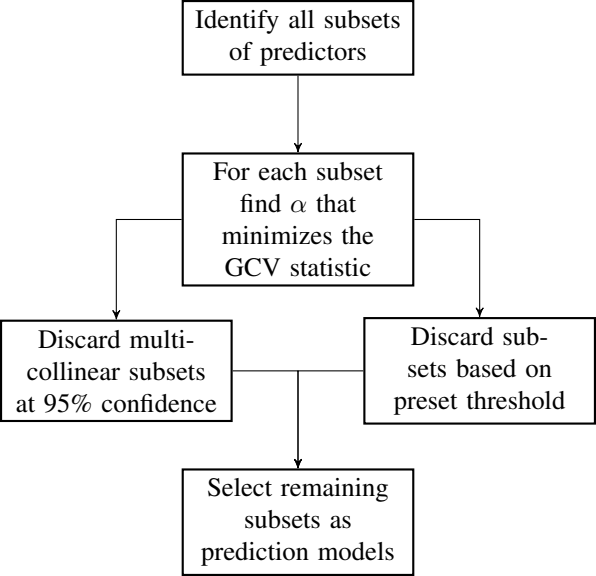 Identify all subsets
of predictors
For each subset
find α that
minimizes the
GCV statistic
Discard multi-
collinear subsets
at 95% confidence
Discard sub-
sets based on
preset threshold
Select remaining
subsets as
prediction models